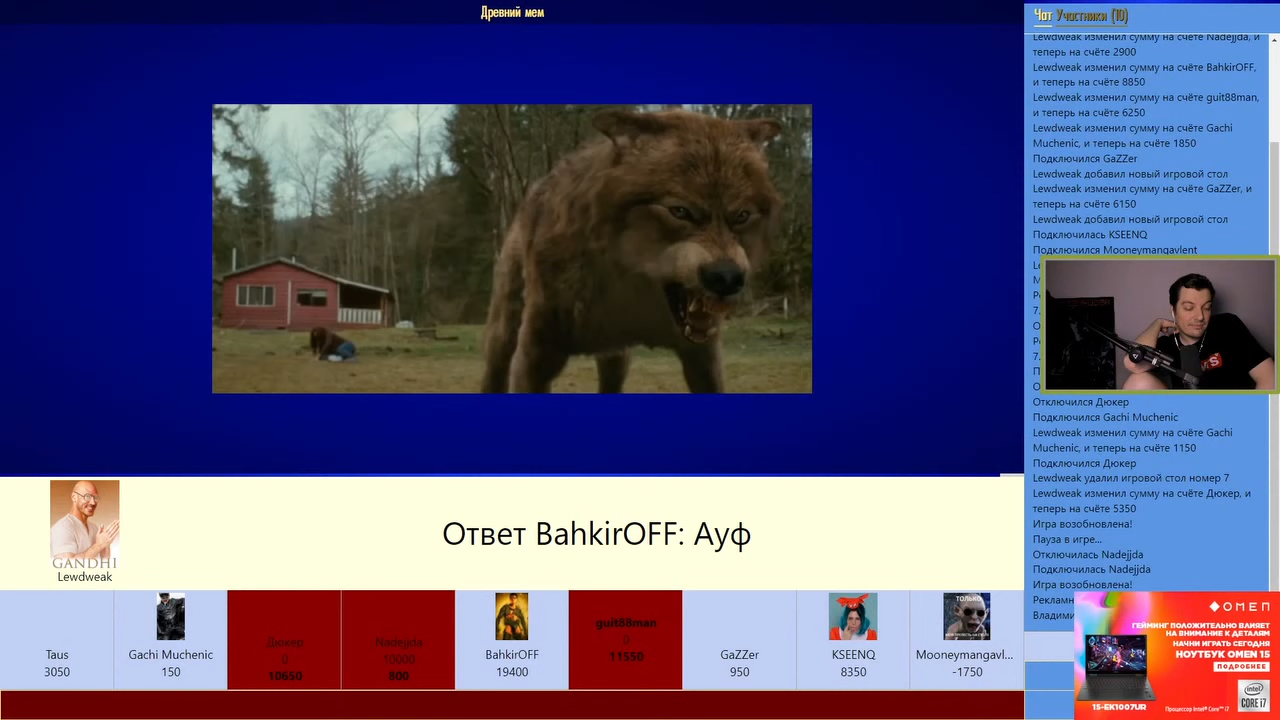 Древний мем
Чат Участники (10)
Lewdweak изменил сумму на счёте Nadejjda, и
теперь на счёте 2900
Lewdweak изменил сумму на счёте BahkirOFF,
и теперь на счёте 8850
Lewdweak изменил сумму на счёте guit88man,
и теперь на счёте 6250
Lewdweak изменил сумму на счёте Gachi
Muchenic, и теперь на счёте 1850
Подключился GaZZer
Lewdweak добавил новый игровой стол
Lewdweak изменил сумму на счёте GaZZer, и
теперь на счёте 6150
Lewdweak добавил новый игровой стол
Подключилась KSEENQ
Подключился Mooneymangavlent
Отключился Дюкер
Подключился Gachi Muchenic
Lewdweak изменил сумму на счёте Gachi
Muchenic, и теперь на счёте 1150
Подключился Дюкер
Lewdweak удалил игровой стол номер 7
Lewdweak изменил сумму на счёте Дюкер, и
теперь на счёте 5350
Игра возобновлена!
Пауза в игре...
Отключилась Nadejjda
Подключилась Nadejjda
Игра возобновлена!
GANDHI
Lewdweak
Ответ BahkirOFF: Ауф
Taus
3050
Gachi Muchenic
150
Дюкер
0
10650
Nadejjda
10000
800
BahkirOFF
19400
guit88man
0
11550
GaZZer
950
KSEENQ
8350
ТОЛЬКО
Mooneymangavl...
-1750
ОМЕП
ГЕЙМИНГ ПОЛОЖИТЕЛЬНО ВЛИЯЕТ
НА ВНИМАНИЕ К ДЕТАЛЯМ
НАЧНИ ИГРАТЬ СЕГОДНЯ
НОУТБУК OMEN 15
ПОДРОБНЕЕ
15-EK1007UR
Процессор Intel® Core™ i7
intel
CORE i7